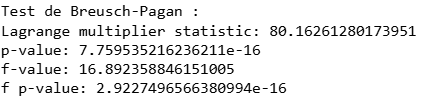 Test de Breusch-Pagan :
Lagrange multiplier statistic: 80.16261280173951
p-value: 7.759535216236211e-16
f-value: 16.892358846151005
f p-value: 2.9227496566380994e-16